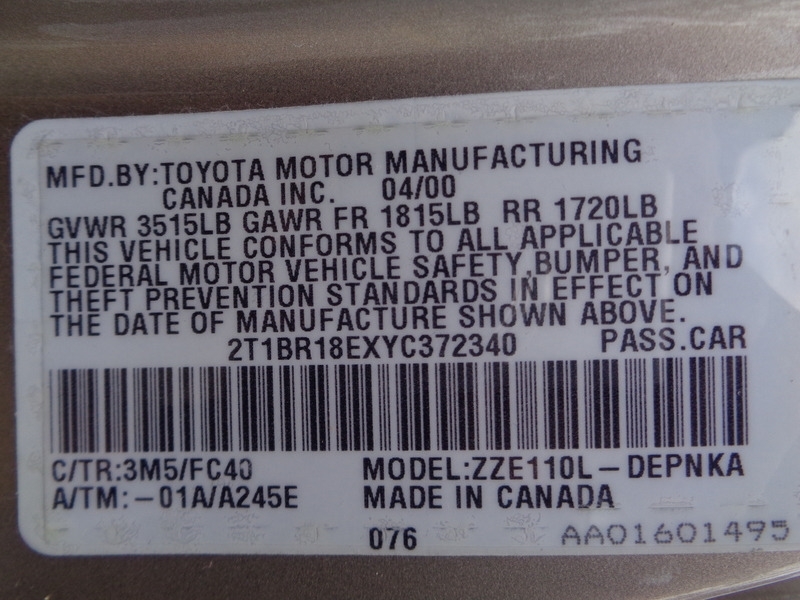 MFD.BY:TOYOTA MOTOR MANUFACTURING
CANADA INC. 04/00
GVWR 3515LB GAWR FR 1815LB RR 1720LB
THIS VEHICLE CONFORMS TO ALL APPLICABLE
FEDERAL MOTOR VEHICLE SAFETY,BUMPER, AND
THEFT PREVENTION STANDARDS IN EFFECT ON
THE DATE OF MANUFACTURE SHOWN ABOVE.
2T1BR18EXYC372340 PASS.CAR
C/TR:3M5/FC40 MODEL:ZZE110L-DEPNKA
A/TM:-01A/A245E MADE IN CANADA
076 AA01601495